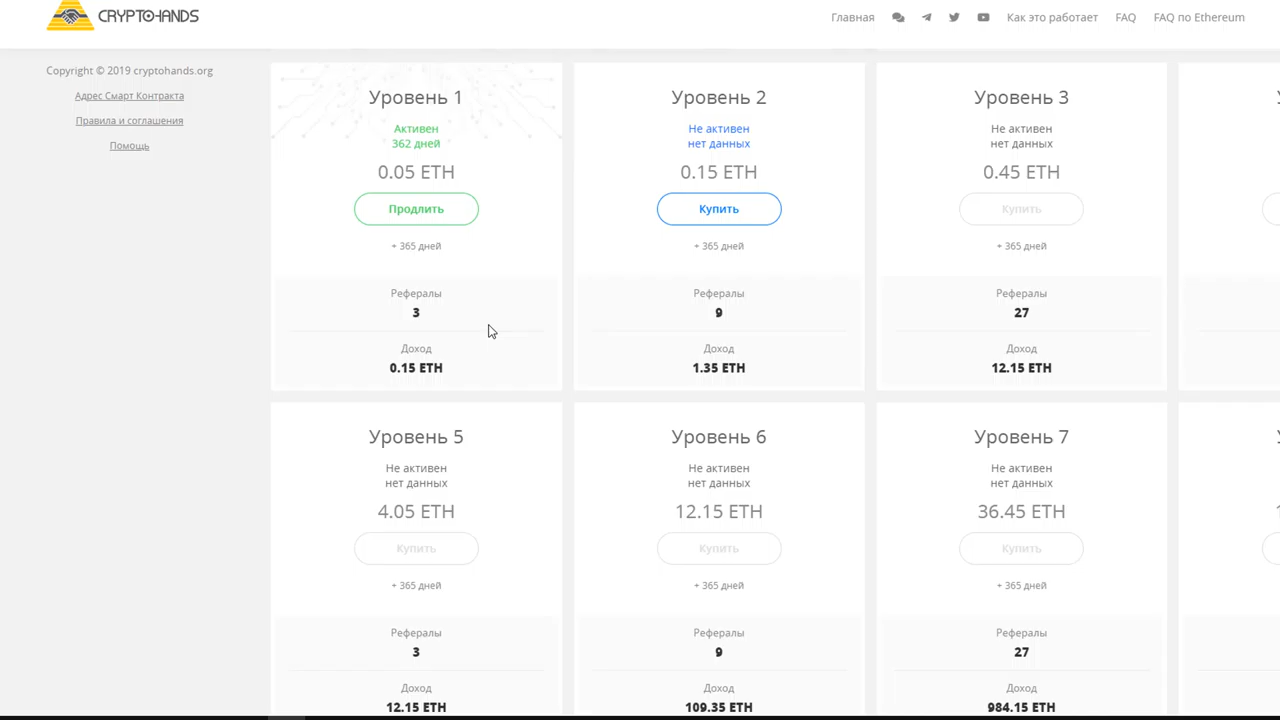 CRYPTOHANDS
Главная
Как это работает
FAQ
FAQ по Ethereum
Copyright © 2019 cryptohands.org
Адрес Смарт Контракта
Правила и соглашения
Помощь
Уровень 1
Активен
362 дней
0.05 ETH
Продлить
+ 365 дней
Рефералы
3
Доход
0.15 ETH
Уровень 2
Не активен
нет данных
0.15 ETH
Купить
+ 365 дней
Рефералы
9
Доход
1.35 ETH
Уровень 3
Не активен
нет данных
0.45 ETH
Купить
+ 365 дней
Рефералы
27
Доход
12.15 ETH
Уровень 5
Не активен
нет данных
4.05 ETH
Купить
+ 365 дней
Рефералы
3
Доход
12.15 ETH
Уровень 6
Не активен
нет данных
12.15 ETH
Купить
+ 365 дней
Рефералы
9
Доход
109.35 ETH
Уровень 7
Не активен
нет данных
36.45 ETH
Купить
+ 365 дней
Рефералы
27
Доход
984.15 ETH